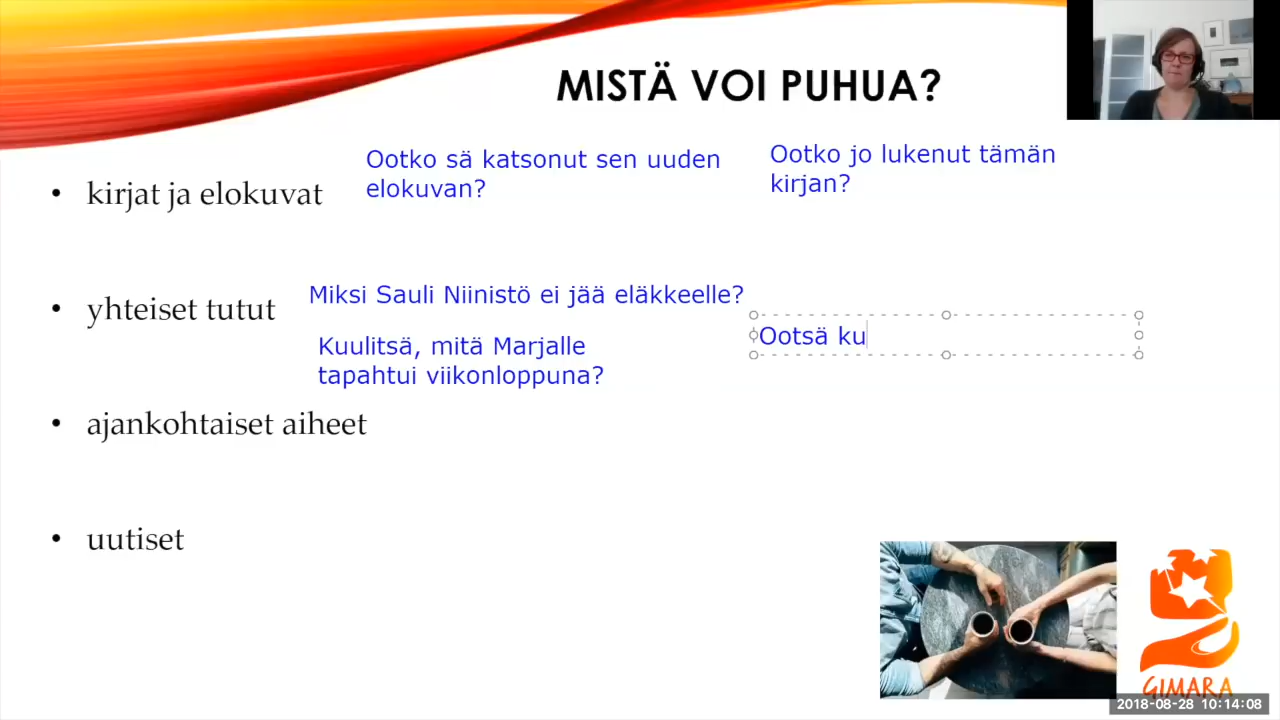 MISTÄ VOI PUHUA?
Ootko sä katsonut sen uuden
elokuvan?
Ootko jo lukenut tämän
kirjan?
• kirjat ja elokuvat
Miksi Sauli Niinistö ei jää eläkkeelle?
• yhteiset tutut
Ootsä ku
Kuulitsä, mitä Marjalle
tapahtui viikonloppuna?
• ajankohtaiset aiheet
• uutiset
GIMARA
2018-08-28 10:14:08